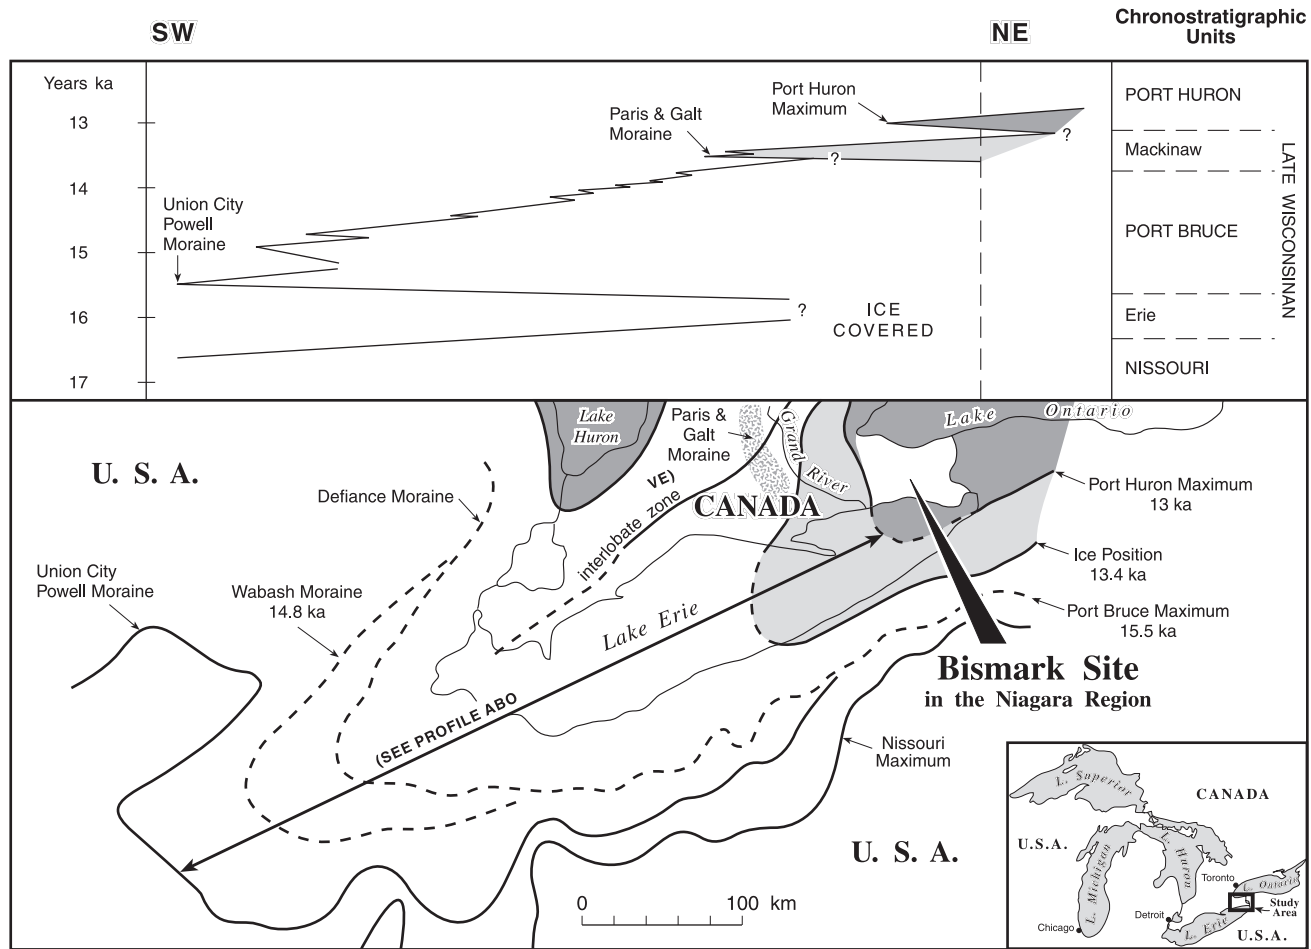 SW
NE
Chronostratigraphic
Units
Years ka
13
14
15
16
17
Port Huron
Maximum
Paris & Galt
Moraine
Union City
Powell
Moraine
?
?
?
ICE
COVERED
PORT HURON
Mackinaw
PORT BRUCE
Erie
NISSOURI
LATE WISCONSINAN
U. S. A.
Lake
Huron
Paris &
Galt
Moraine
Grand River
Lake Ontario
Defiance Moraine
VE)
interlobate zone
CANADA
Port Huron Maximum
13 ka
Ice Position
13.4 ka
Port Bruce Maximum
15.5 ka
Union City
Powell Moraine
Wabash Moraine
14.8 ka
Lake Erie
(SEE PROFILE ABO
Bismark Site
in the Niagara Region
Nissouri
Maximum
U. S. A.
0 100 km
L. Superior
CANADA
U.S.A.
L. Michigan
L. Huron
Toronto
L. Ontario
Study
Area
Detroit
Chicago
L. Erie
U.S.A.